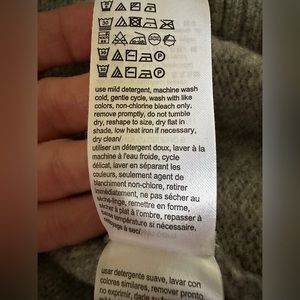 use mild detergent, machine wash
cold, gentle cycle, wash with like
colors, non-chlorine bleach only.
remove promptly, do not tumble
dry, reshape to size, dry flat in
shade, low heat iron if necessary,
dry clean/
utiliser un détergent doux, laver à la
machine à l'eau froide, cycle délicat,
laver en séparant les
couleurs, seulement agent de
blanchiment non-chlore, retirer
immédiatement, ne pas sécher au
sèche-linge, remettre en forme,
sécher à plat à l'ombre, repasser à
basse température si nécessaire,
nettoyage à sec/
usar detergente suave, lavar con
colores similares, remover pronto
no exprimir,